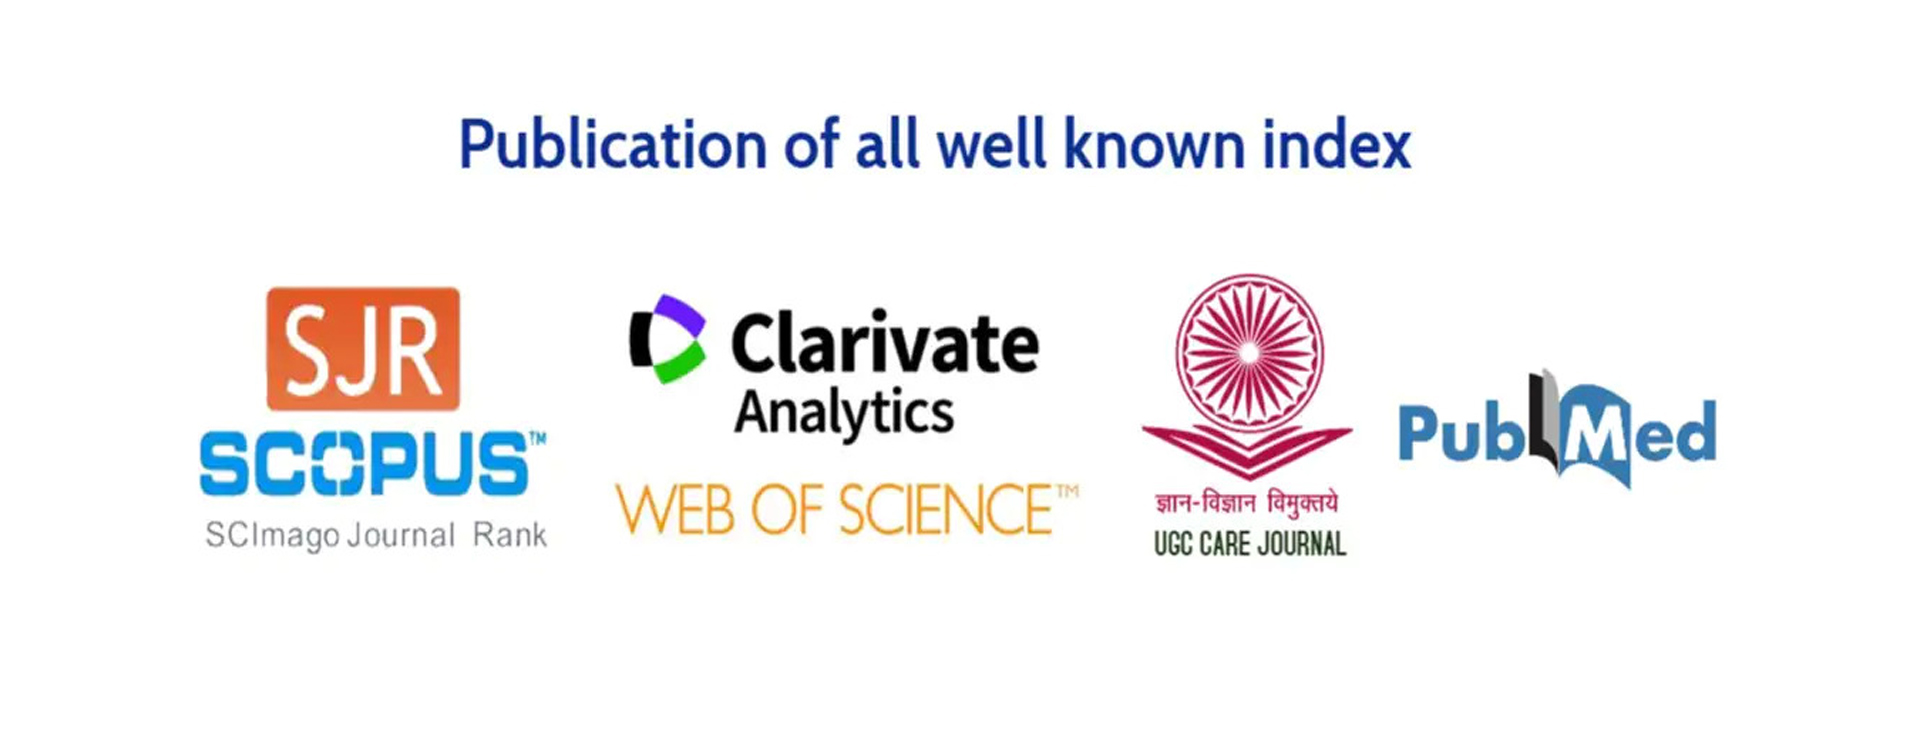 Publication of all well known index
SJR
SCOPUS™
SCImago Journal Rank
Clarivate
Analytics
WEB OF SCIENCE™
ज्ञान-विज्ञान विमुक्तये
UGC CARE JOURNAL
PubMed